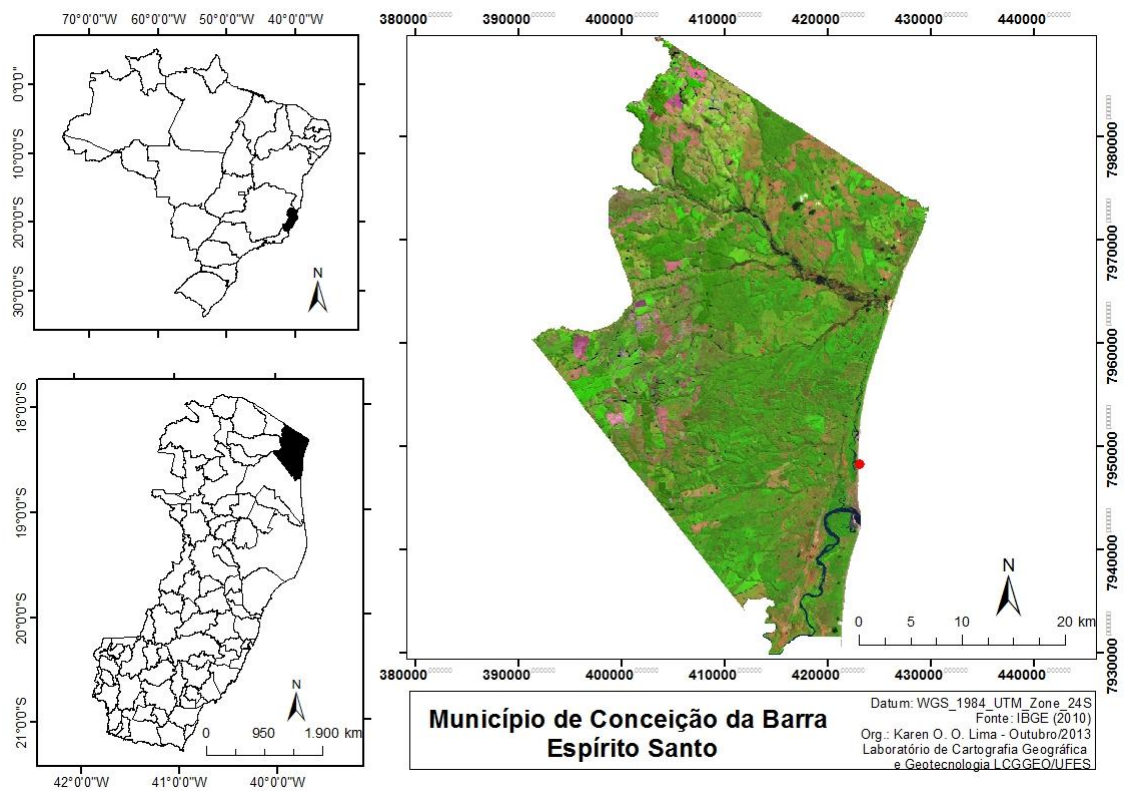 70°0'0"W 60°0'0"W 50°0'0"W 40°0'0"W
0°0'0"
10°0'0"S
20°0'0"S
30°0'0"S
N
18°0'0"S
19°0'0"S
20°0'0"S
21°0'0"S
N
0 950 1.900 km
42°0'0"W 41°0'0"W 40°0'0"W
380000 390000 400000 410000 420000 430000 440000
7980000
7970000
7960000
7950000
7940000
7930000
N
0 5 10 20 km
380000 390000 400000 410000 420000 430000 440000
Município de Conceição da Barra
Espírito Santo
Datum: WGS_1984_UTM_Zone_24S
Fonte: IBGE (2010)
Org.: Karen O. O. Lima - Outubro/2013
Laboratório de Cartografia Geográfica
e Geotecnologia LCGGEO/UFES